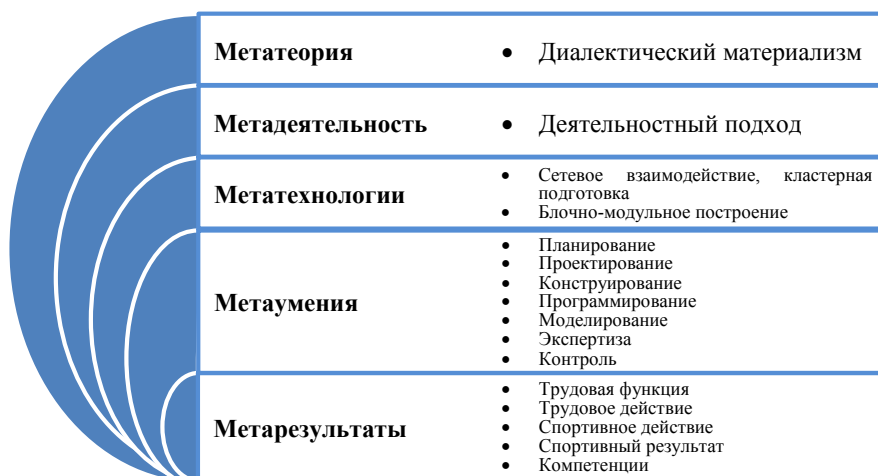 Метатеория
• Диалектический материализм
Метадеятельность
• Деятельностный подход
Метатехнологии
• Сетевое взаимодействие, кластерная
подготовка
• Блочно-модульное построение
Метаумения
• Планирование
• Проектирование
• Конструирование
• Программирование
• Моделирование
• Экспертиза
• Контроль
Метарезультаты
• Трудовая функция
• Трудовое действие
• Спортивное действие
• Спортивный результат
• Компетенции